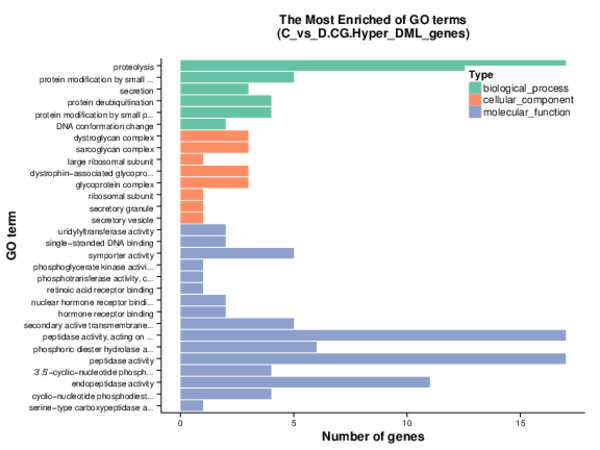 The Most Enriched of GO terms
(C_vs_D.CG.Hyper_DML_genes)
proteolysis
protein modification by small ...
secretion
protein deubiquitination
protein modification by small p...
DNA conformation change
dystroglycan complex
sarcoglycan complex
large ribosomal subunit
dystrophin−associated glycopro...
glycoprotein complex
ribosomal subunit
secretory granule
secretory vesicle
uridylyltransferase activity
single−stranded DNA binding
symporter activity
phosphoglycerate kinase activi...
phosphotransferase activity, c...
retinoic acid receptor binding
nuclear hormone receptor bindi...
hormone receptor binding
secondary active transmembrane...
peptidase activity, acting on ...
phosphoric diester hydrolase a...
peptidase activity
3',5'−cyclic−nucleotide phosph...
endopeptidase activity
cyclic−nucleotide phosphodiest...
serine−type carboxypeptidase a...
GO term
Type
biological_process
cellular_component
molecular_function
0 5 10 15
Number of genes